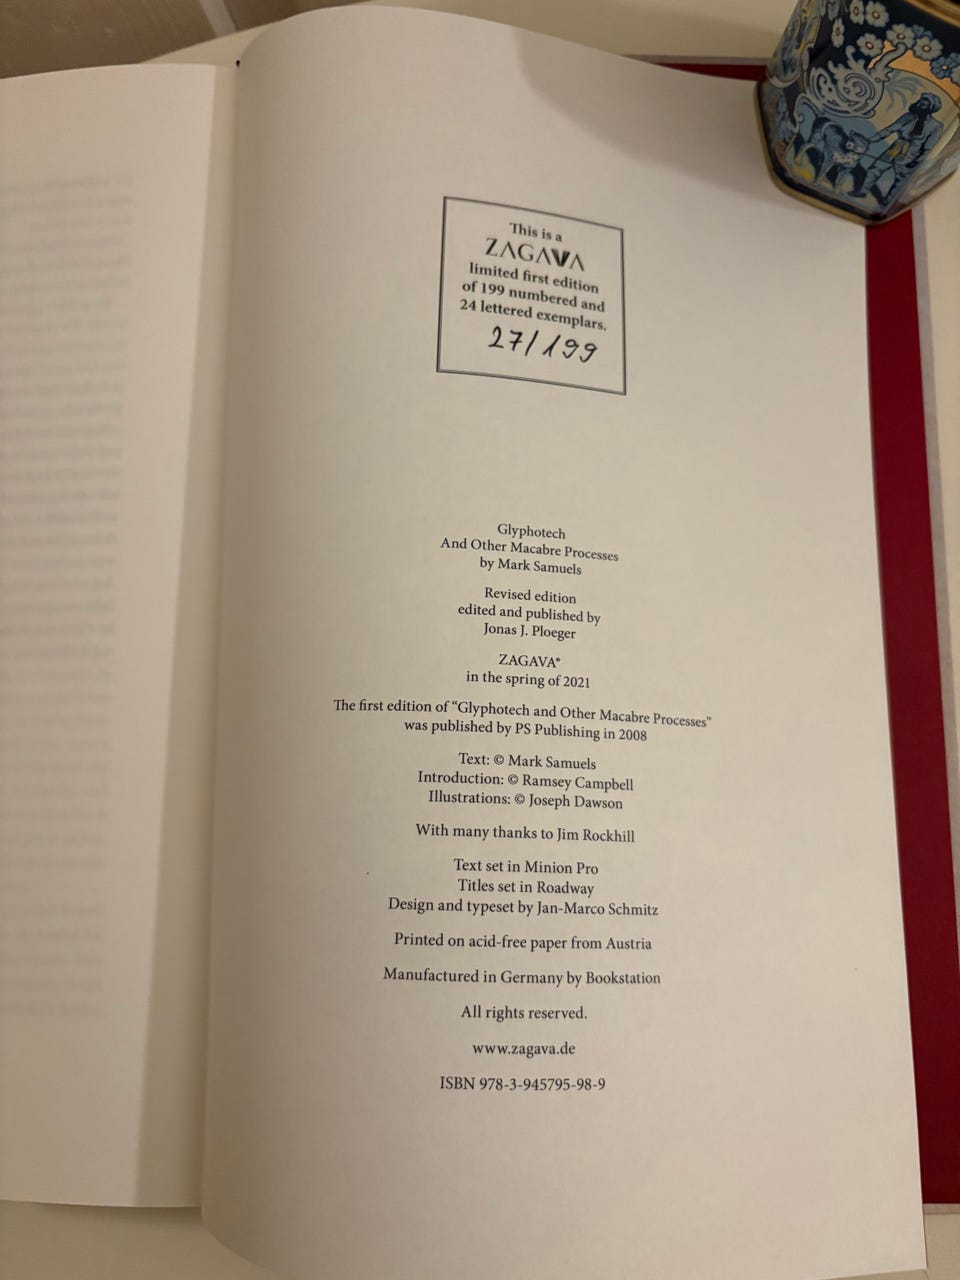 This is a
ZAGAVA
limited first edition
of 199 numbered and
24 lettered exemplars.
27/199
Glyphotech
And Other Macabre Processes
by Mark Samuels
Revised edition
edited and published by
Jonas J. Ploeger
ZAGAVA®
in the spring of 2021
The first edition of “Glyphotech and Other Macabre Processes”
was published by PS Publishing in 2008
Text: © Mark Samuels
Introduction: © Ramsey Campbell
Illustrations: © Joseph Dawson
With many thanks to Jim Rockhill
Text set in Minion Pro
Titles set in Roadway
Design and typeset by Jan-Marco Schmitz
Printed on acid-free paper from Austria
Manufactured in Germany by Bookstation
All rights reserved.
www.zagava.de
ISBN 978-3-945795-98-9